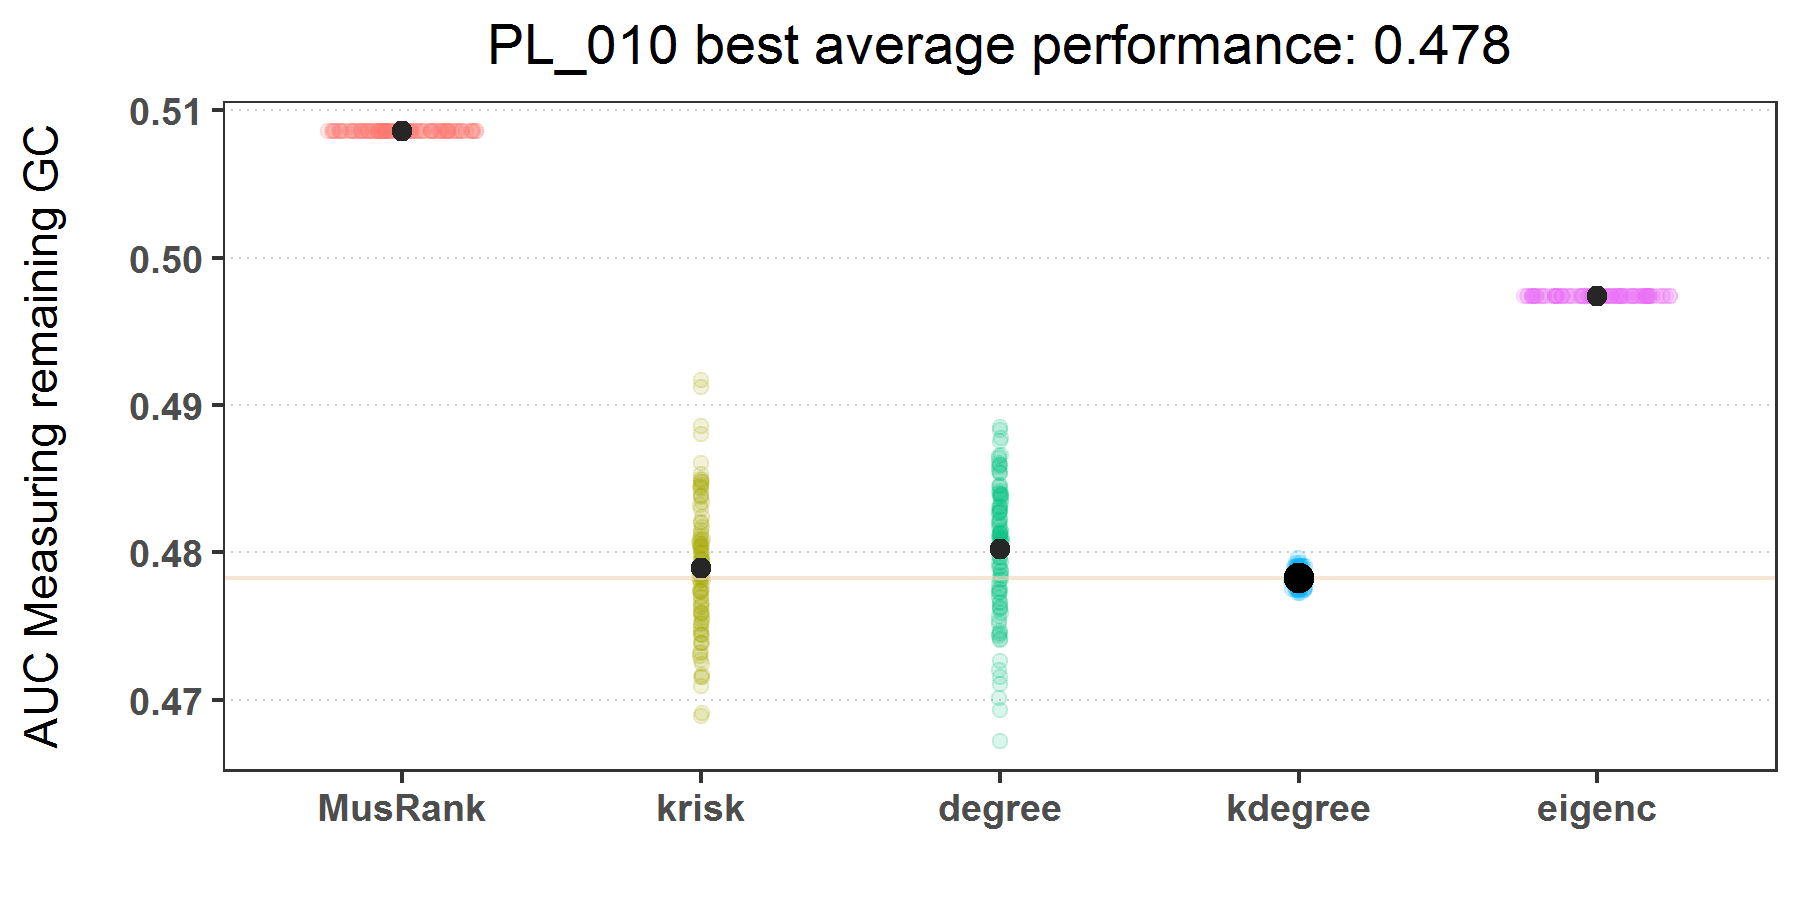 PL_010 best average performance: 0.478
AUC Measuring remaining GC
0.51
0.50
0.49
0.48
0.47
MusRank krisk degree kdegree eigenc